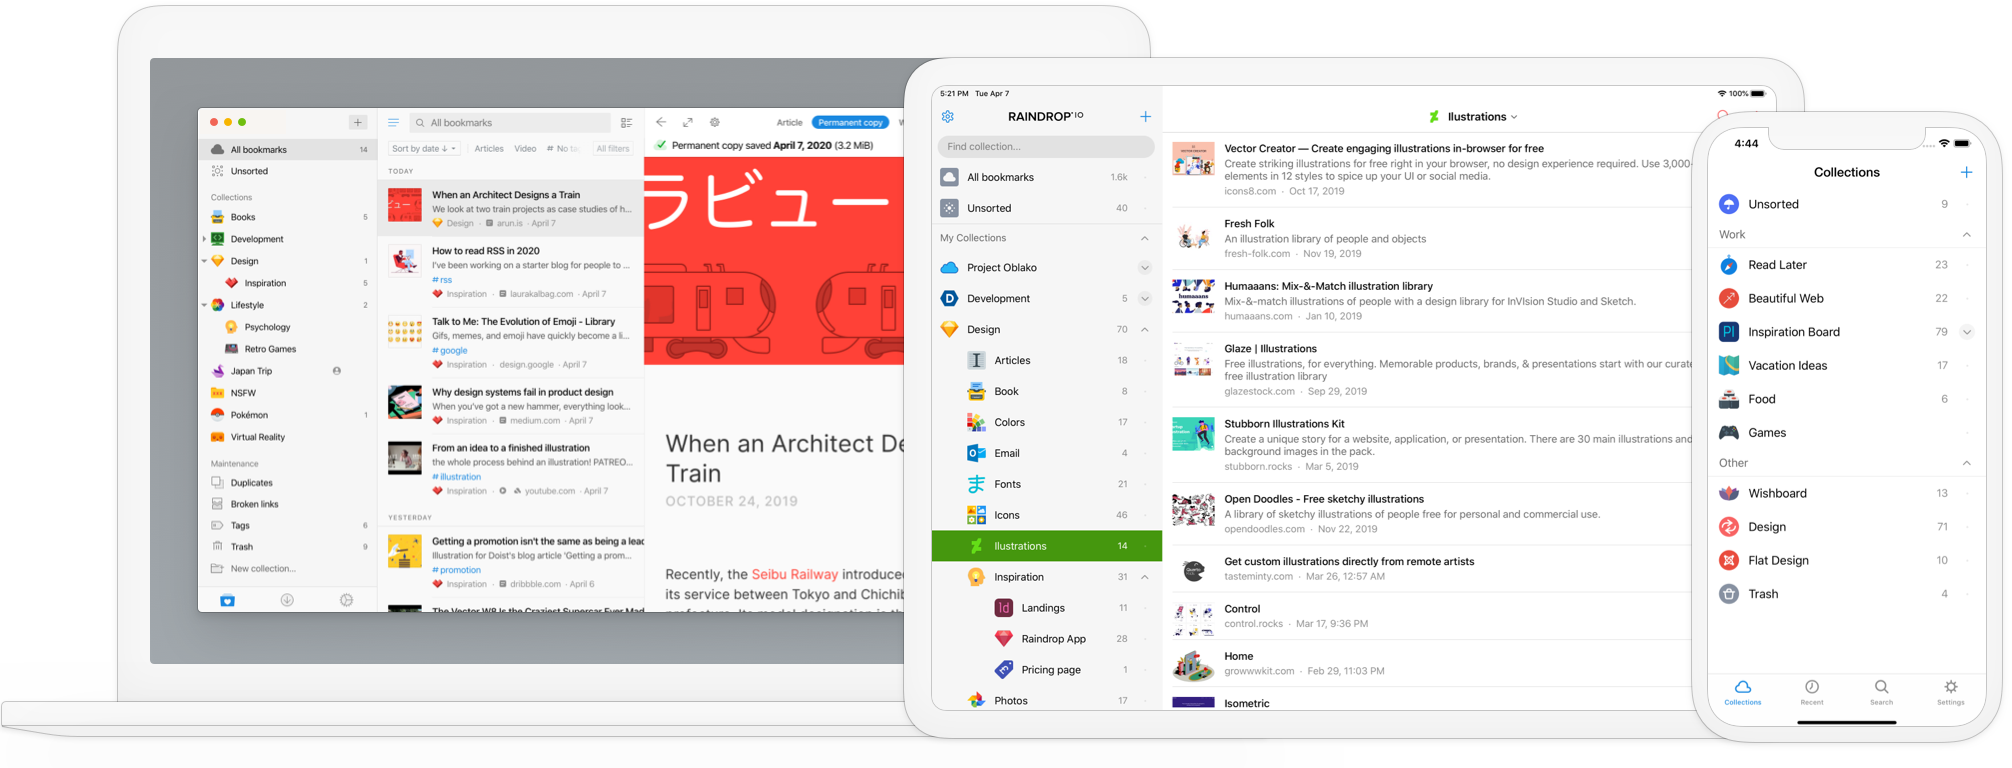 All bookmarks 14
Unsorted
Collections
Books 5
Development
Design 1
Inspiration 5
Lifestyle 2
Psychology
Retro Games
Japan Trip
NSFW
Pokémon 1
Virtual Reality
Maintenance
Duplicates
Broken links
Tags 6
Trash 9
New collection...
All bookmarks
Sort by date ↓ Articles Video # No All filters
TODAY
When an Architect Designs a Train
We look at two train projects as case studies of h...
Design · arun.is · April 7
How to read RSS in 2020
I've been working on a starter blog for people to ...
#rss
Inspiration · laurakalbag.com · April 7
Talk to Me: The Evolution of Emoji - Library
Gifs, memes, and emoji have quickly become a li...
#google
Inspiration · design.google · April 7
Why design systems fail in product design
When you've got a new hammer, everything look...
Inspiration · medium.com · April 7
From an idea to a finished illustration
the whole process behind an illustration! PATREO...
#illustration
Inspiration · youtube.com · April 7
YESTERDAY
Getting a promotion isn't the same as being a lead
Illustration for Doist's blog article 'Getting a prom...
#promotion
Inspiration · dribbble.com · April 6
The Vector W8 Is the Craziest Supercar Ever Mad
Article Permanent copy W
Permanent copy saved April 7, 2020 (3.2 MiB)
ラビュー
When an Architect De
Train
OCTOBER 24, 2019
Recently, the Seibu Railway introduced
its service between Tokyo and Chichib
5:21 PM Tue Apr 7
100%
RAINDROP.IO
Find collection...
All bookmarks 1.6k
Unsorted 40
My Collections
Project Oblako
Development 5
Design 70
Articles 18
Book 8
Colors 17
Email 4
Fonts 21
Icons 46
Ilustrations 14
Inspiration 31
Landings 11
Raindrop App 28
Pricing page 1
Photos 17
Ilustrations
Vector Creator — Create engaging illustrations in-browser for free
Create striking illustrations for free right in your browser, no design experience required. Use 3,000-
elements in 12 styles to spice up your UI or social media.
icons8.com · Oct 17, 2019
Fresh Folk
An illustration library of people and objects
fresh-folk.com · Nov 19, 2019
Humaaans: Mix-&-Match illustration library
Mix-&-match illustrations of people with a design library for InVIsion Studio and Sketch.
humaaans.com · Jan 10, 2019
Glaze | Illustrations
Free illustrations, for everything. Memorable products, brands, & presentations start with our curate
free illustration library
glazestock.com · Sep 29, 2019
Stubborn Illustrations Kit
Create a unique story for a website, application, or presentation. There are 30 main illustrations and
background images in the pack.
stubborn.rocks · Mar 5, 2019
Open Doodles - Free sketchy illustrations
A library of sketchy illustrations of people free for personal and commercial use.
opendoodles.com · Nov 22, 2019
Get custom illustrations directly from remote artists
tasteminty.com · Mar 26, 12:57 AM
Control
control.rocks · Mar 17, 9:36 PM
Home
growwwkit.com · Feb 29, 11:03 PM
Isometric
4:44
Collections
Unsorted 9
Work
Read Later 23
Beautiful Web 22
Inspiration Board 79
Vacation Ideas 17
Food 6
Games
Other
Wishboard 13
Design 71
Flat Design 10
Trash 4
Collections Recent Search Settings